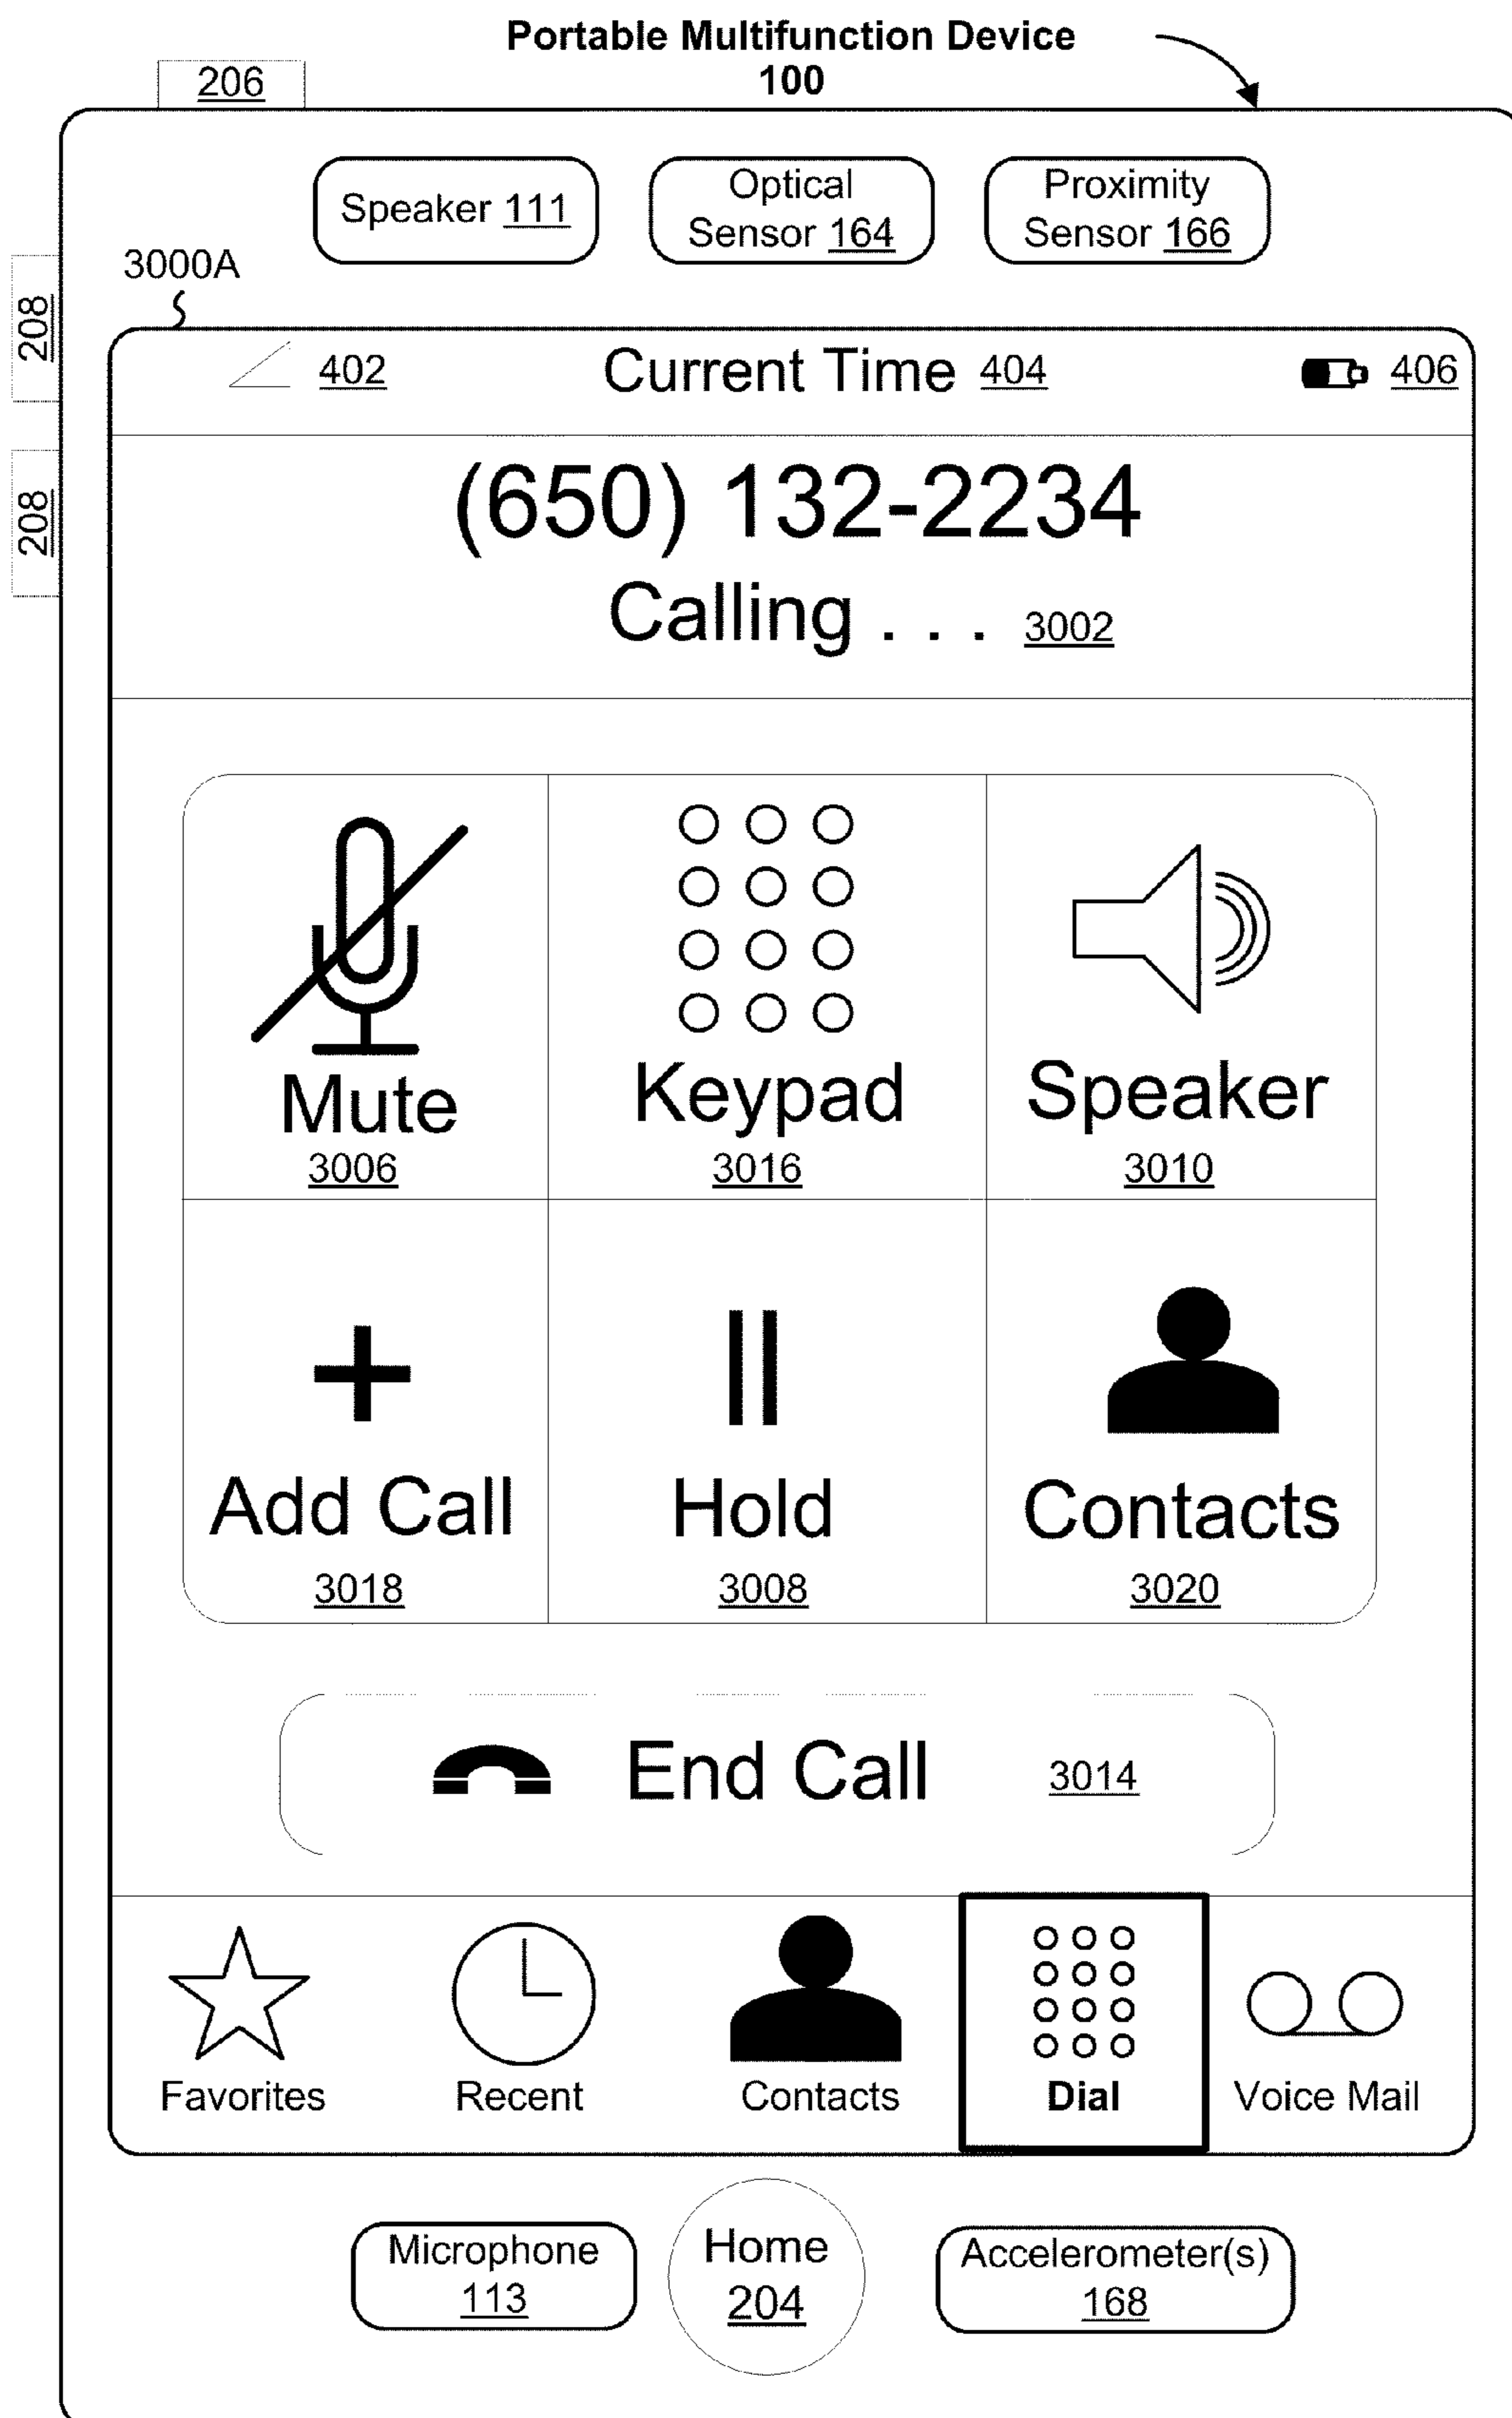 Portable Multifunction Device
100
206
Speaker 111
Optical
Sensor 164
Proximity
Sensor 166
3000A
208
208
402
Current Time 404
406
(650) 132-2234
Calling . . . 3002
Mute
3006
Keypad
3016
Speaker
3010
Add Call
3018
Hold
3008
Contacts
3020
End Call 3014
Favorites
Recent
Contacts
Dial
Voice Mail
Microphone
113
Home
204
Accelerometer(s)
168